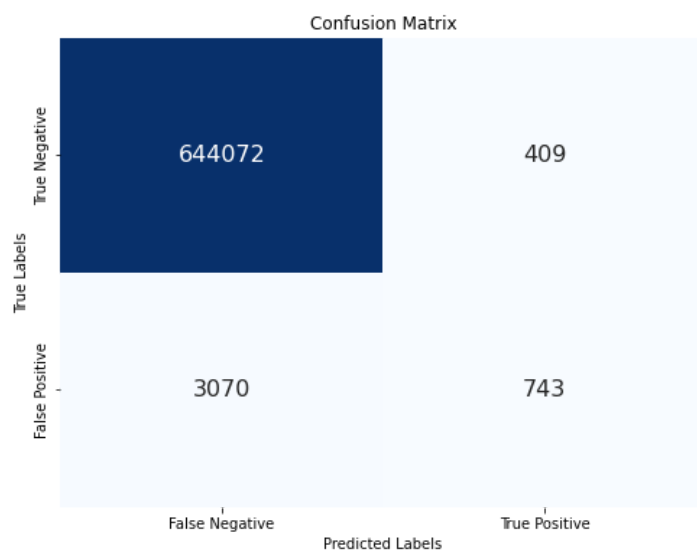 Confusion Matrix
True Labels
True Negative
644072
409
False Positive
3070
743
False Negative
True Positive
Predicted Labels